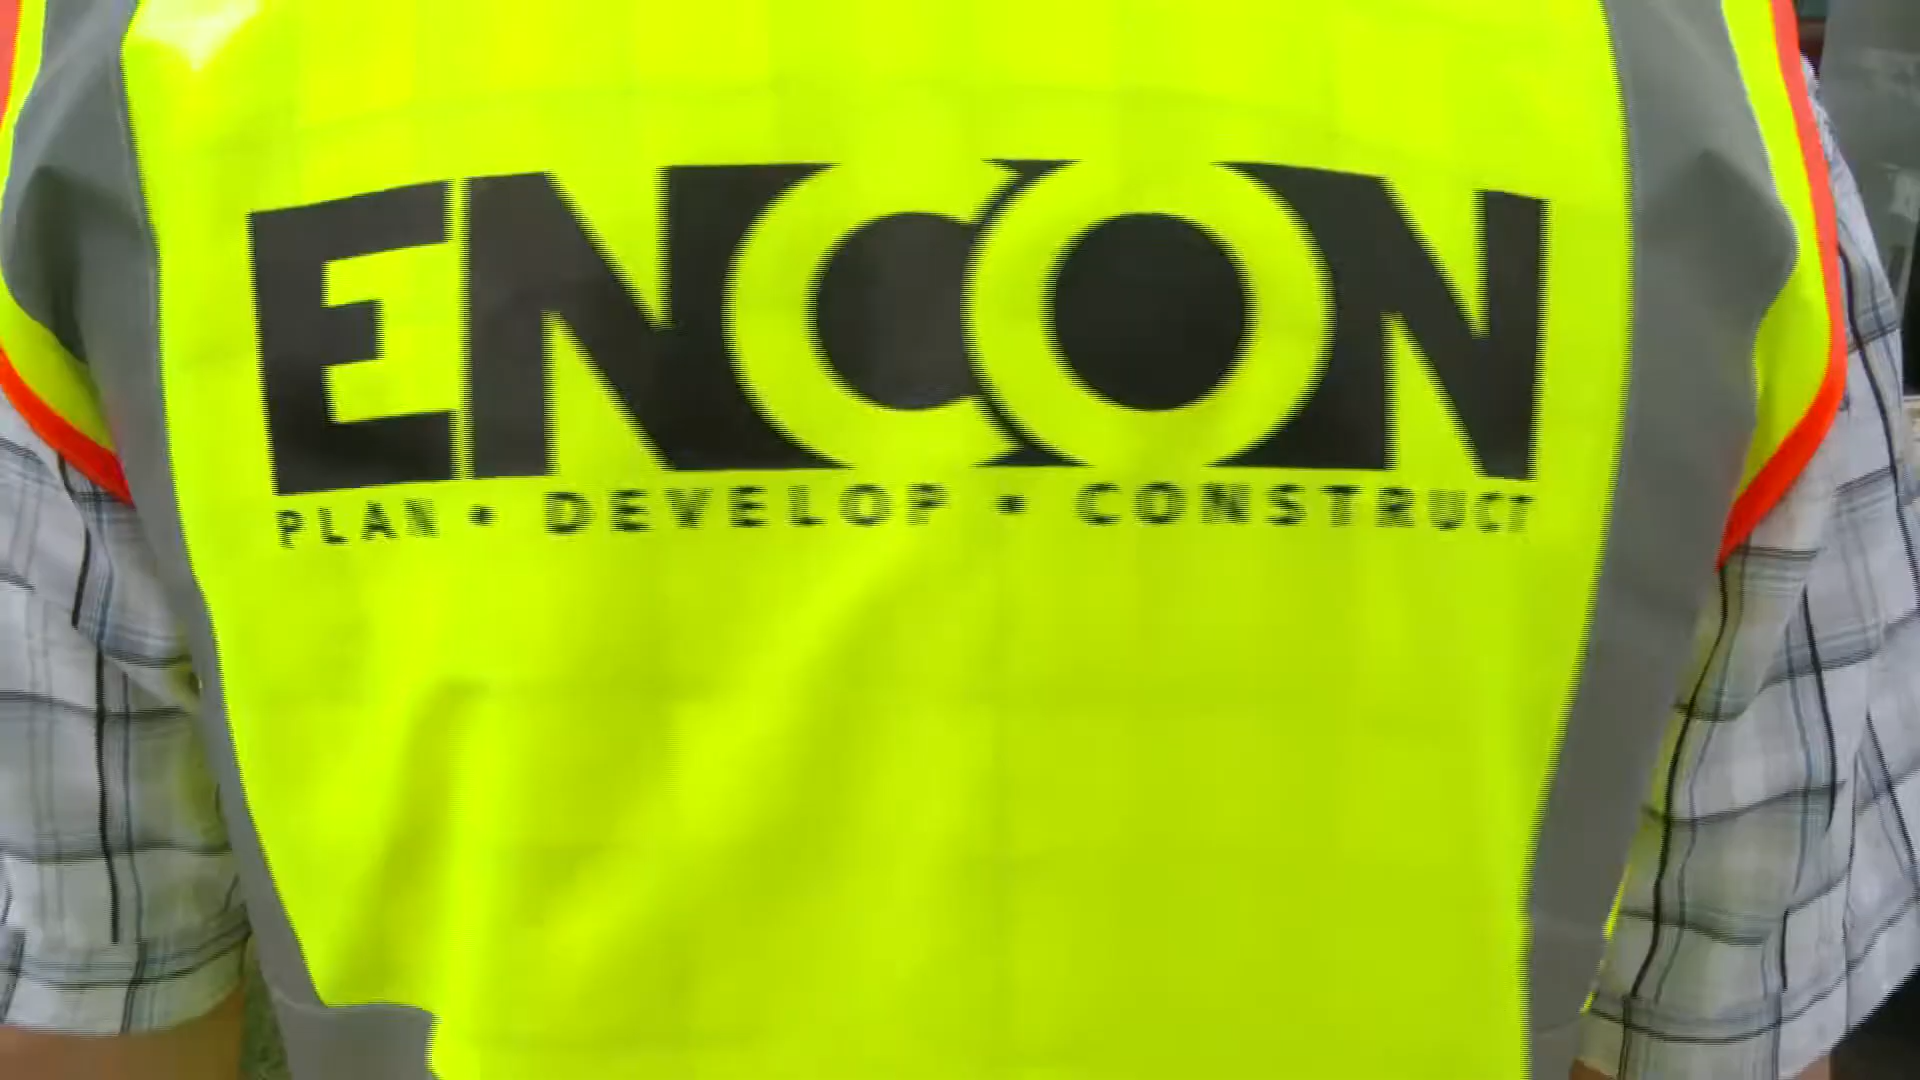 ENCON
PLAN • DEVELOP • CONSTRUCT